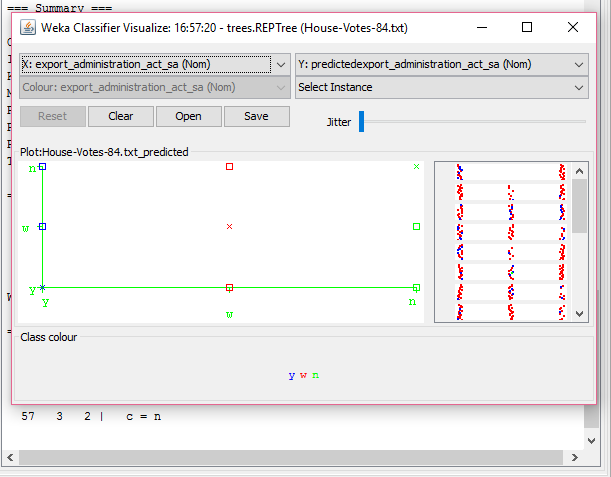 === Summary ===
Weka Classifier Visualize: 16:57:20 - trees.REPTree (House-Votes-84.txt)
X: export_administration_act_sa (Nom)
Y: predictedexport_administration_act_sa (Nom)
Colour: export_administration_act_sa (Nom)
Select Instance
Reset
Clear
Open
Save
Jitter
Plot:House-Votes-84.txt_predicted
n
w
y
y
w
n
Class colour
y w n
57 3 2 | c = n